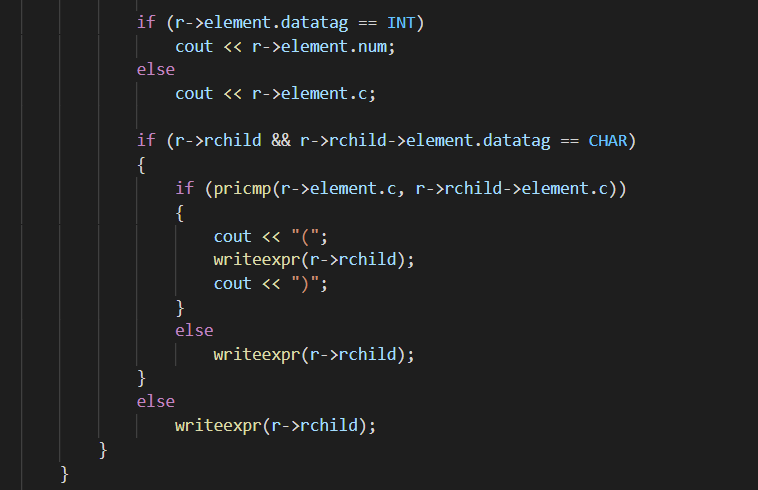 if (r->element.datatag == INT)
cout << r->element.num;
else
cout << r->element.c;
if (r->rchild && r->rchild->element.datatag == CHAR)
{
if (pricmp(r->element.c, r->rchild->element.c))
{
cout << "(";
writeexpr(r->rchild);
cout << ")";
}
else
writeexpr(r->rchild);
}
else
writeexpr(r->rchild);
}
}